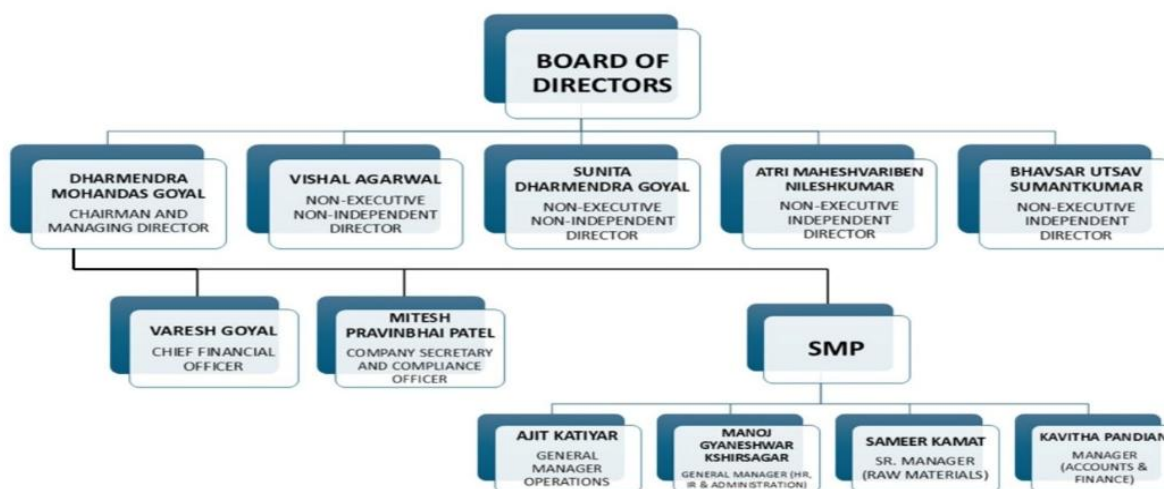 BOARD OF
DIRECTORS
DHARMENDRA
MOHANDAS GOYAL
CHAIRMAN AND
MANAGING DIRECTOR
VISHAL AGARWAL
NON-EXECUTIVE
NON-INDEPENDENT
DIRECTOR
SUNITA
DHARMENDRA GOYAL
NON-EXECUTIVE
NON-INDEPENDENT
DIRECTOR
ATRI MAHESHVARIBEN
NILESHKUMAR
NON-EXECUTIVE
INDEPENDENT
DIRECTOR
BHAVSAR UTSAV
SUMANTKUMAR
NON-EXECUTIVE
INDEPENDENT
DIRECTOR
VARESH GOYAL
CHIEF FINANCIAL
OFFICER
MITESH
PRAVINBHAI PATEL
COMPANY SECRETARY
AND COMPLIANCE
OFFICER
SMP
AJIT KATIYAR
GENERAL
MANAGER
OPERATIONS
MANOJ
GYANESHWAR
KSHIRSAGAR
GENERAL MANAGER (HR,
IR & ADMINISTRATION)
SAMEER KAMAT
SR. MANAGER
(RAW MATERIALS)
KAVITHA PANDIAN
MANAGER
(ACCOUNTS &
FINANCE)